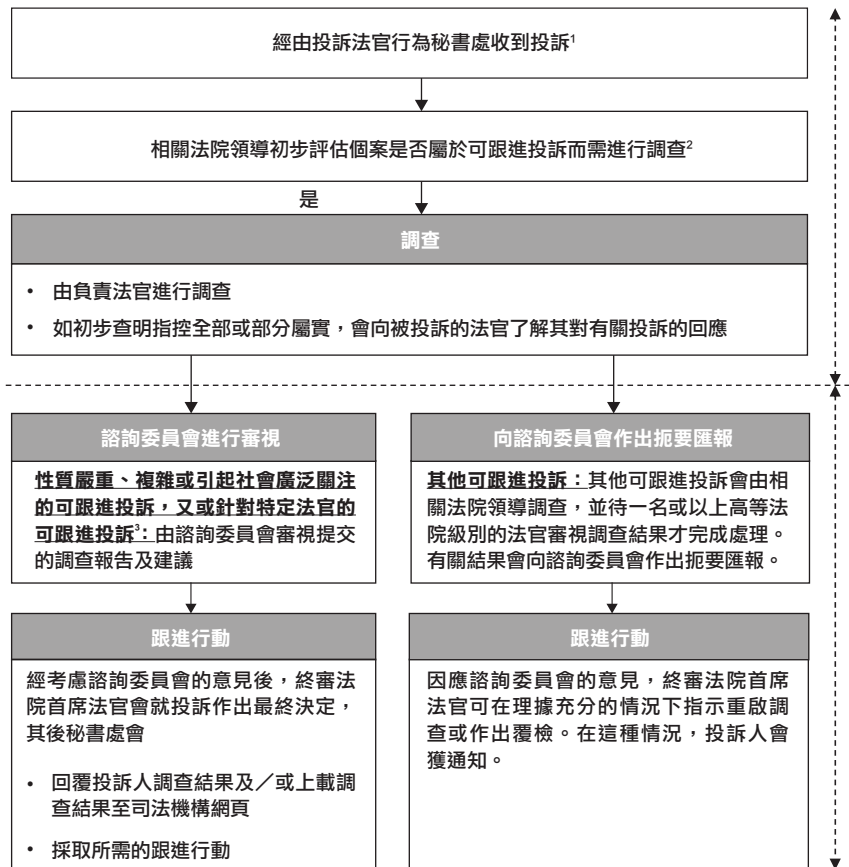 經由投訴法官行為秘書處收到投訴¹
相關法院領導初步評估個案是否屬於可跟進投訴而需進行調查²
是
調查
• 由負責法官進行調查
• 如初步查明指控全部或部分屬實，會向被投訴的法官了解其對有關投訴的回應
諮詢委員會進行審視
性質嚴重、複雜或引起社會廣泛關注
的可跟進投訴，又或針對特定法官的
可跟進投訴³：由諮詢委員會審視提交
的調查報告及建議
向諮詢委員會作出扼要匯報
其他可跟進投訴：其他可跟進投訴會由相
關法院領導調查，並待一名或以上高等法
院級別的法官審視調查結果才完成處理。
有關結果會向諮詢委員會作出扼要匯報。
跟進行動
經考慮諮詢委員會的意見後，終審法
院首席法官會就投訴作出最終決定，
其後秘書處會
• 回覆投訴人調查結果及／或上載調
查結果至司法機構網頁
• 採取所需的跟進行動
跟進行動
因應諮詢委員會的意見，終審法院首席
法官可在理據充分的情況下指示重啟調
查或作出覆檢。在這種情況，投訴人會
獲通知。